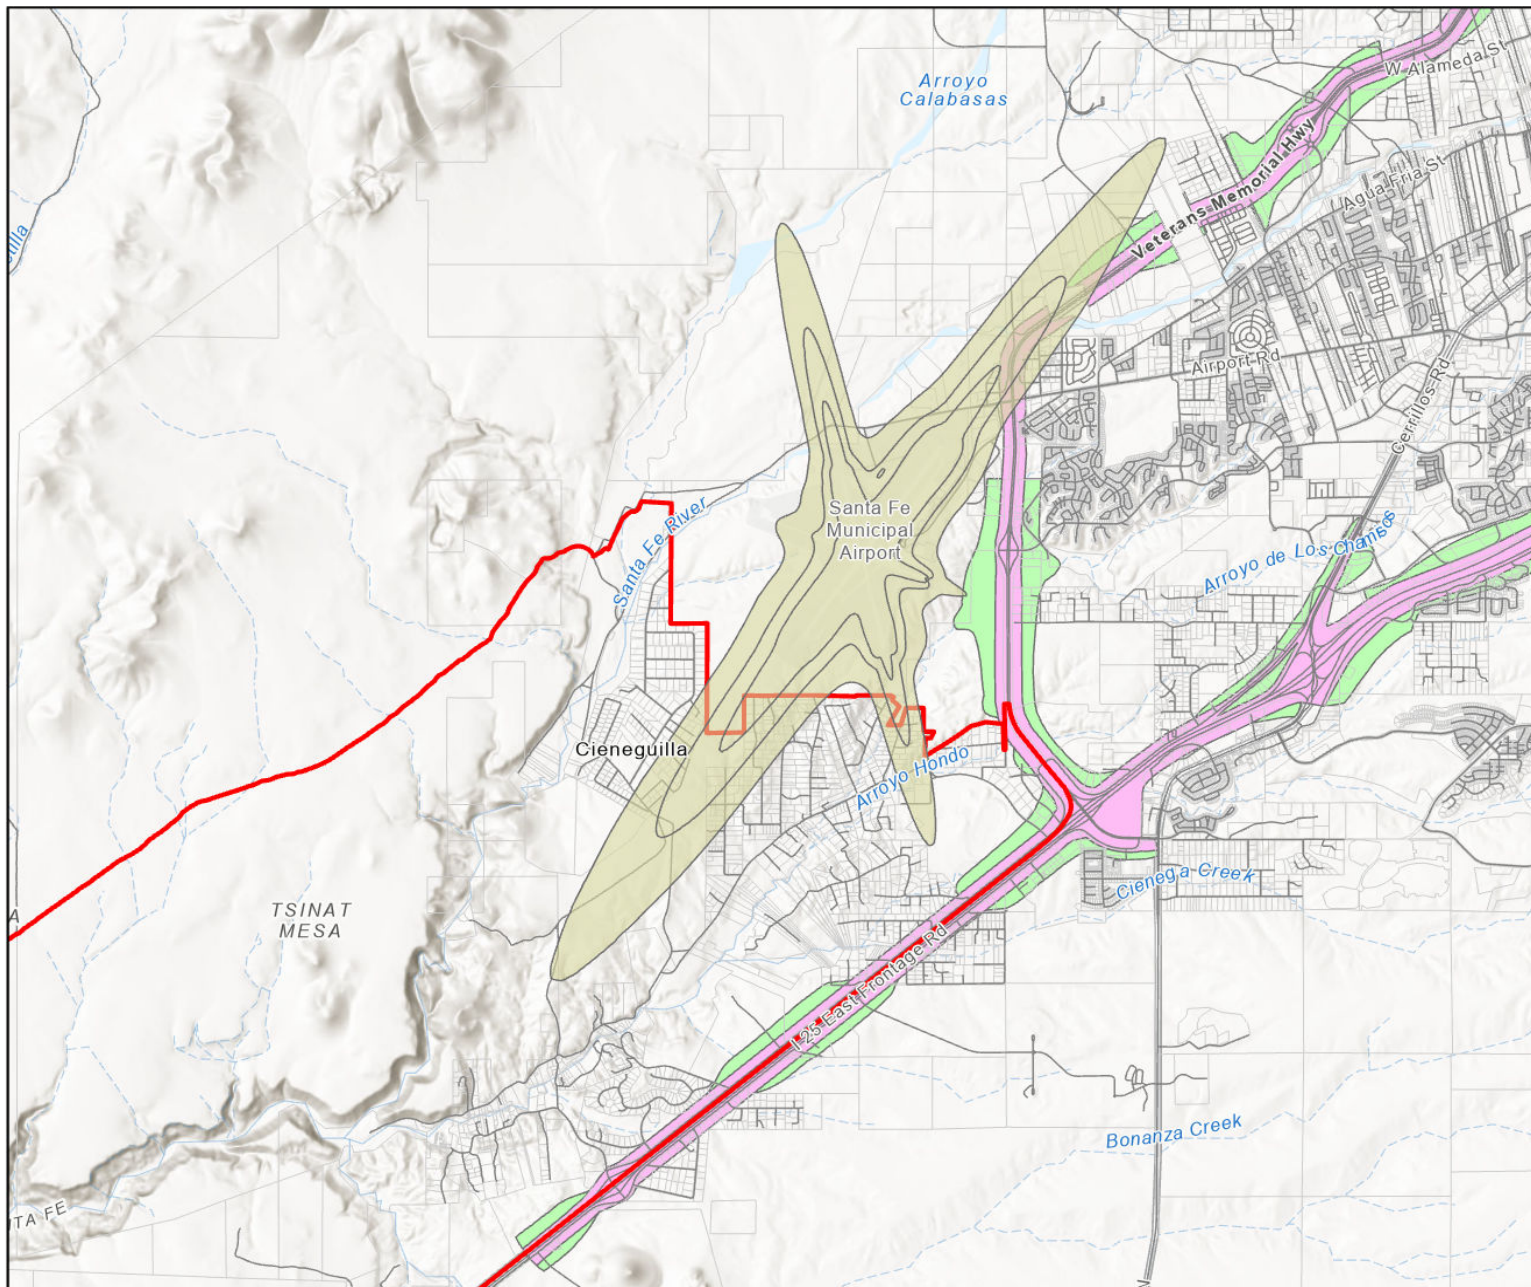 Arroyo
Calabasas
W Alameda St
Veterans Memorial Hwy
Agua Fria St
Airport Rd
Cerrillos Rd
Santa Fe
Municipal
Airport
Santa Fe River
Arroyo de Los Chamisos
Cieneguilla
Arroyo Hondo
Cienega Creek
TSINAT
MESA
I 25 East Frontage Rd
Bonanza Creek
TA FE